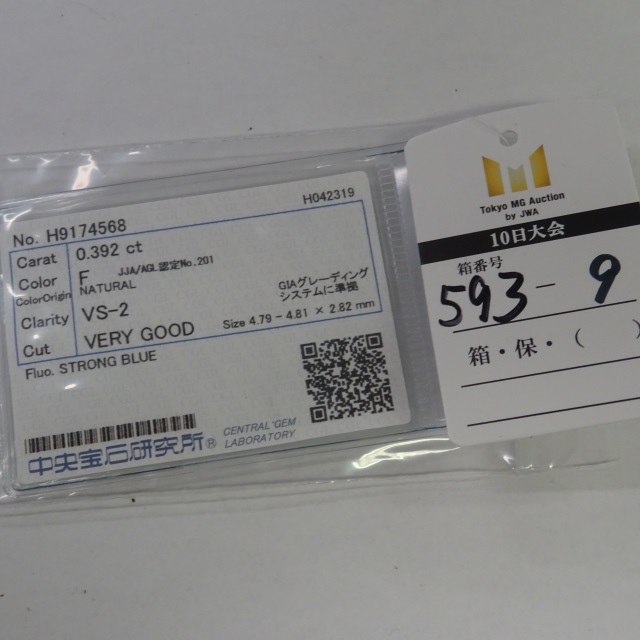 No. H9174568
H042319
Carat 0.392 ct
Color F JJA/AGL認定No.201
ColorOrigin NATURAL
GIAグレーディング
システムに準拠
Clarity VS-2
Cut VERY GOOD Size 4.79 - 4.81 × 2.82 mm
Fluo. STRONG BLUE
中央宝石研究所®
CENTRAL GEM
LABORATORY
Tokyo MG Auction
by JWA
10日大会
箱番号
593 - 9
箱・保・( )